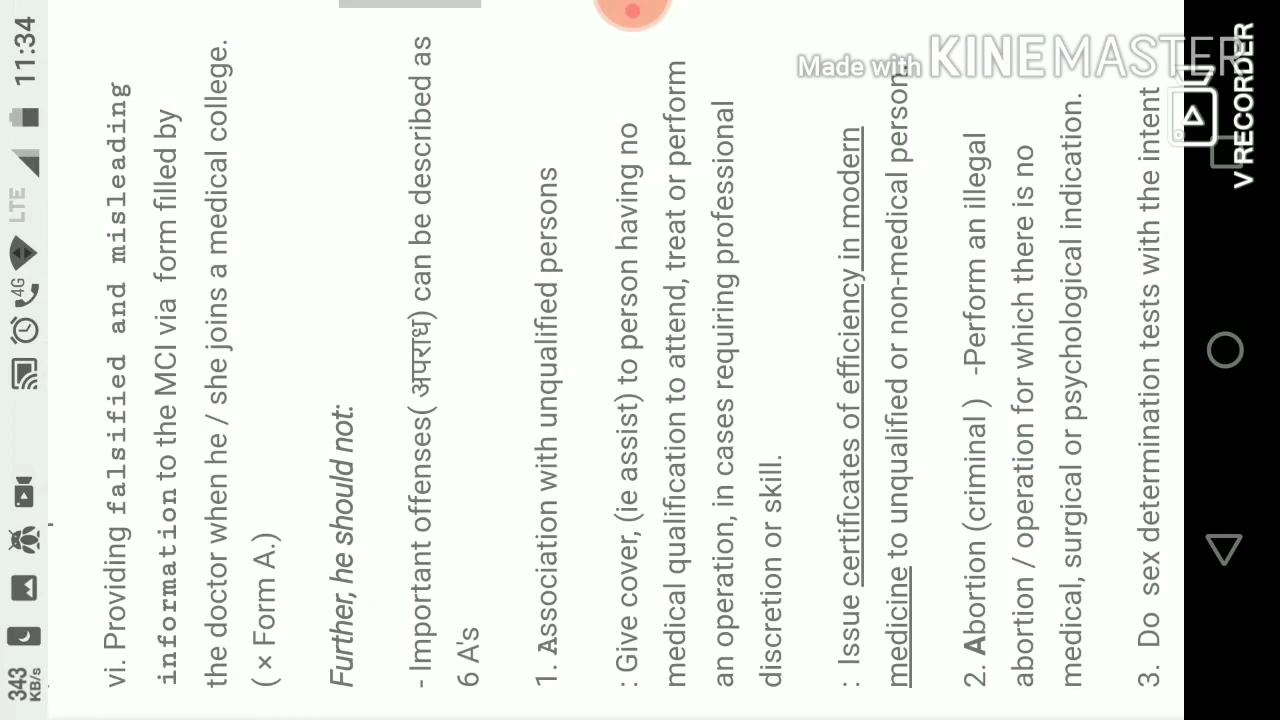 343 KB/s
4G
LTE
11:34
vi. Providing falsified and misleading
information to the MCI via form filled by
the doctor when he / she joins a medical college.
( × Form A.)
Further, he should not:
- Important offenses( अपराध) can be described as
6 A's
1. Association with unqualified persons
: Give cover, (ie assist) to person having no
medical qualification to attend, treat or perform
an operation, in cases requiring professional
discretion or skill.
: Issue certificates of efficiency in modern
medicine to unqualified or non-medical person.
2. Abortion (criminal ) -Perform an illegal
abortion / operation for which there is no
medical, surgical or psychological indication.
3. Do sex determination tests with the intent
Made with KINEMASTER
V RECORDER